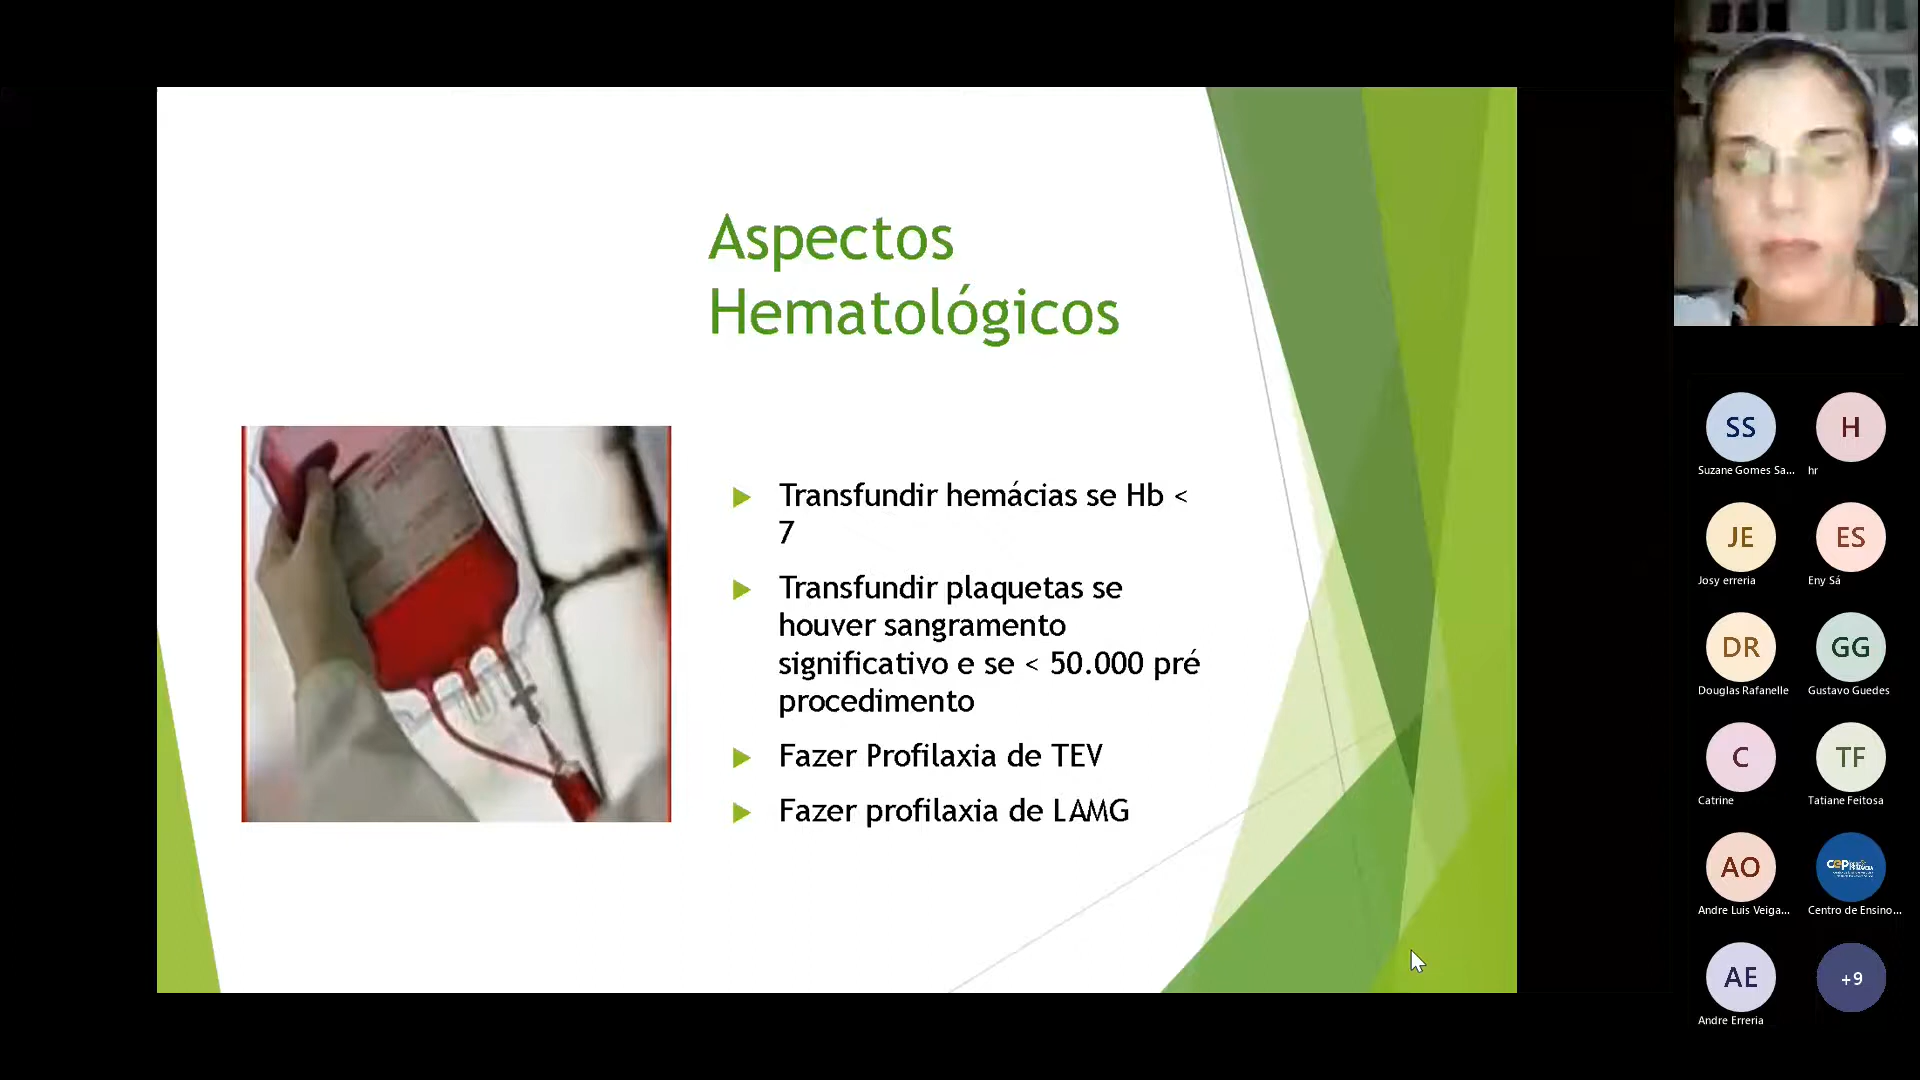 Aspectos
Hematológicos
Transfundir hemácias se Hb <
7
Transfundir plaquetas se
houver sangramento
significativo e se < 50.000 pré
procedimento
Fazer Profilaxia de TEV
Fazer profilaxia de LAMG
SS
H
Suzane Gomes Sa...
hr
JE
ES
Josy erreria
Eny Sá
DR
GG
Douglas Rafanelle
Gustavo Guedes
C
TF
Catrine
Tatiane Feitosa
AO
CEP
Andre Luis Veiga...
Centro de Ensino...
AE
+9
Andre Erreria